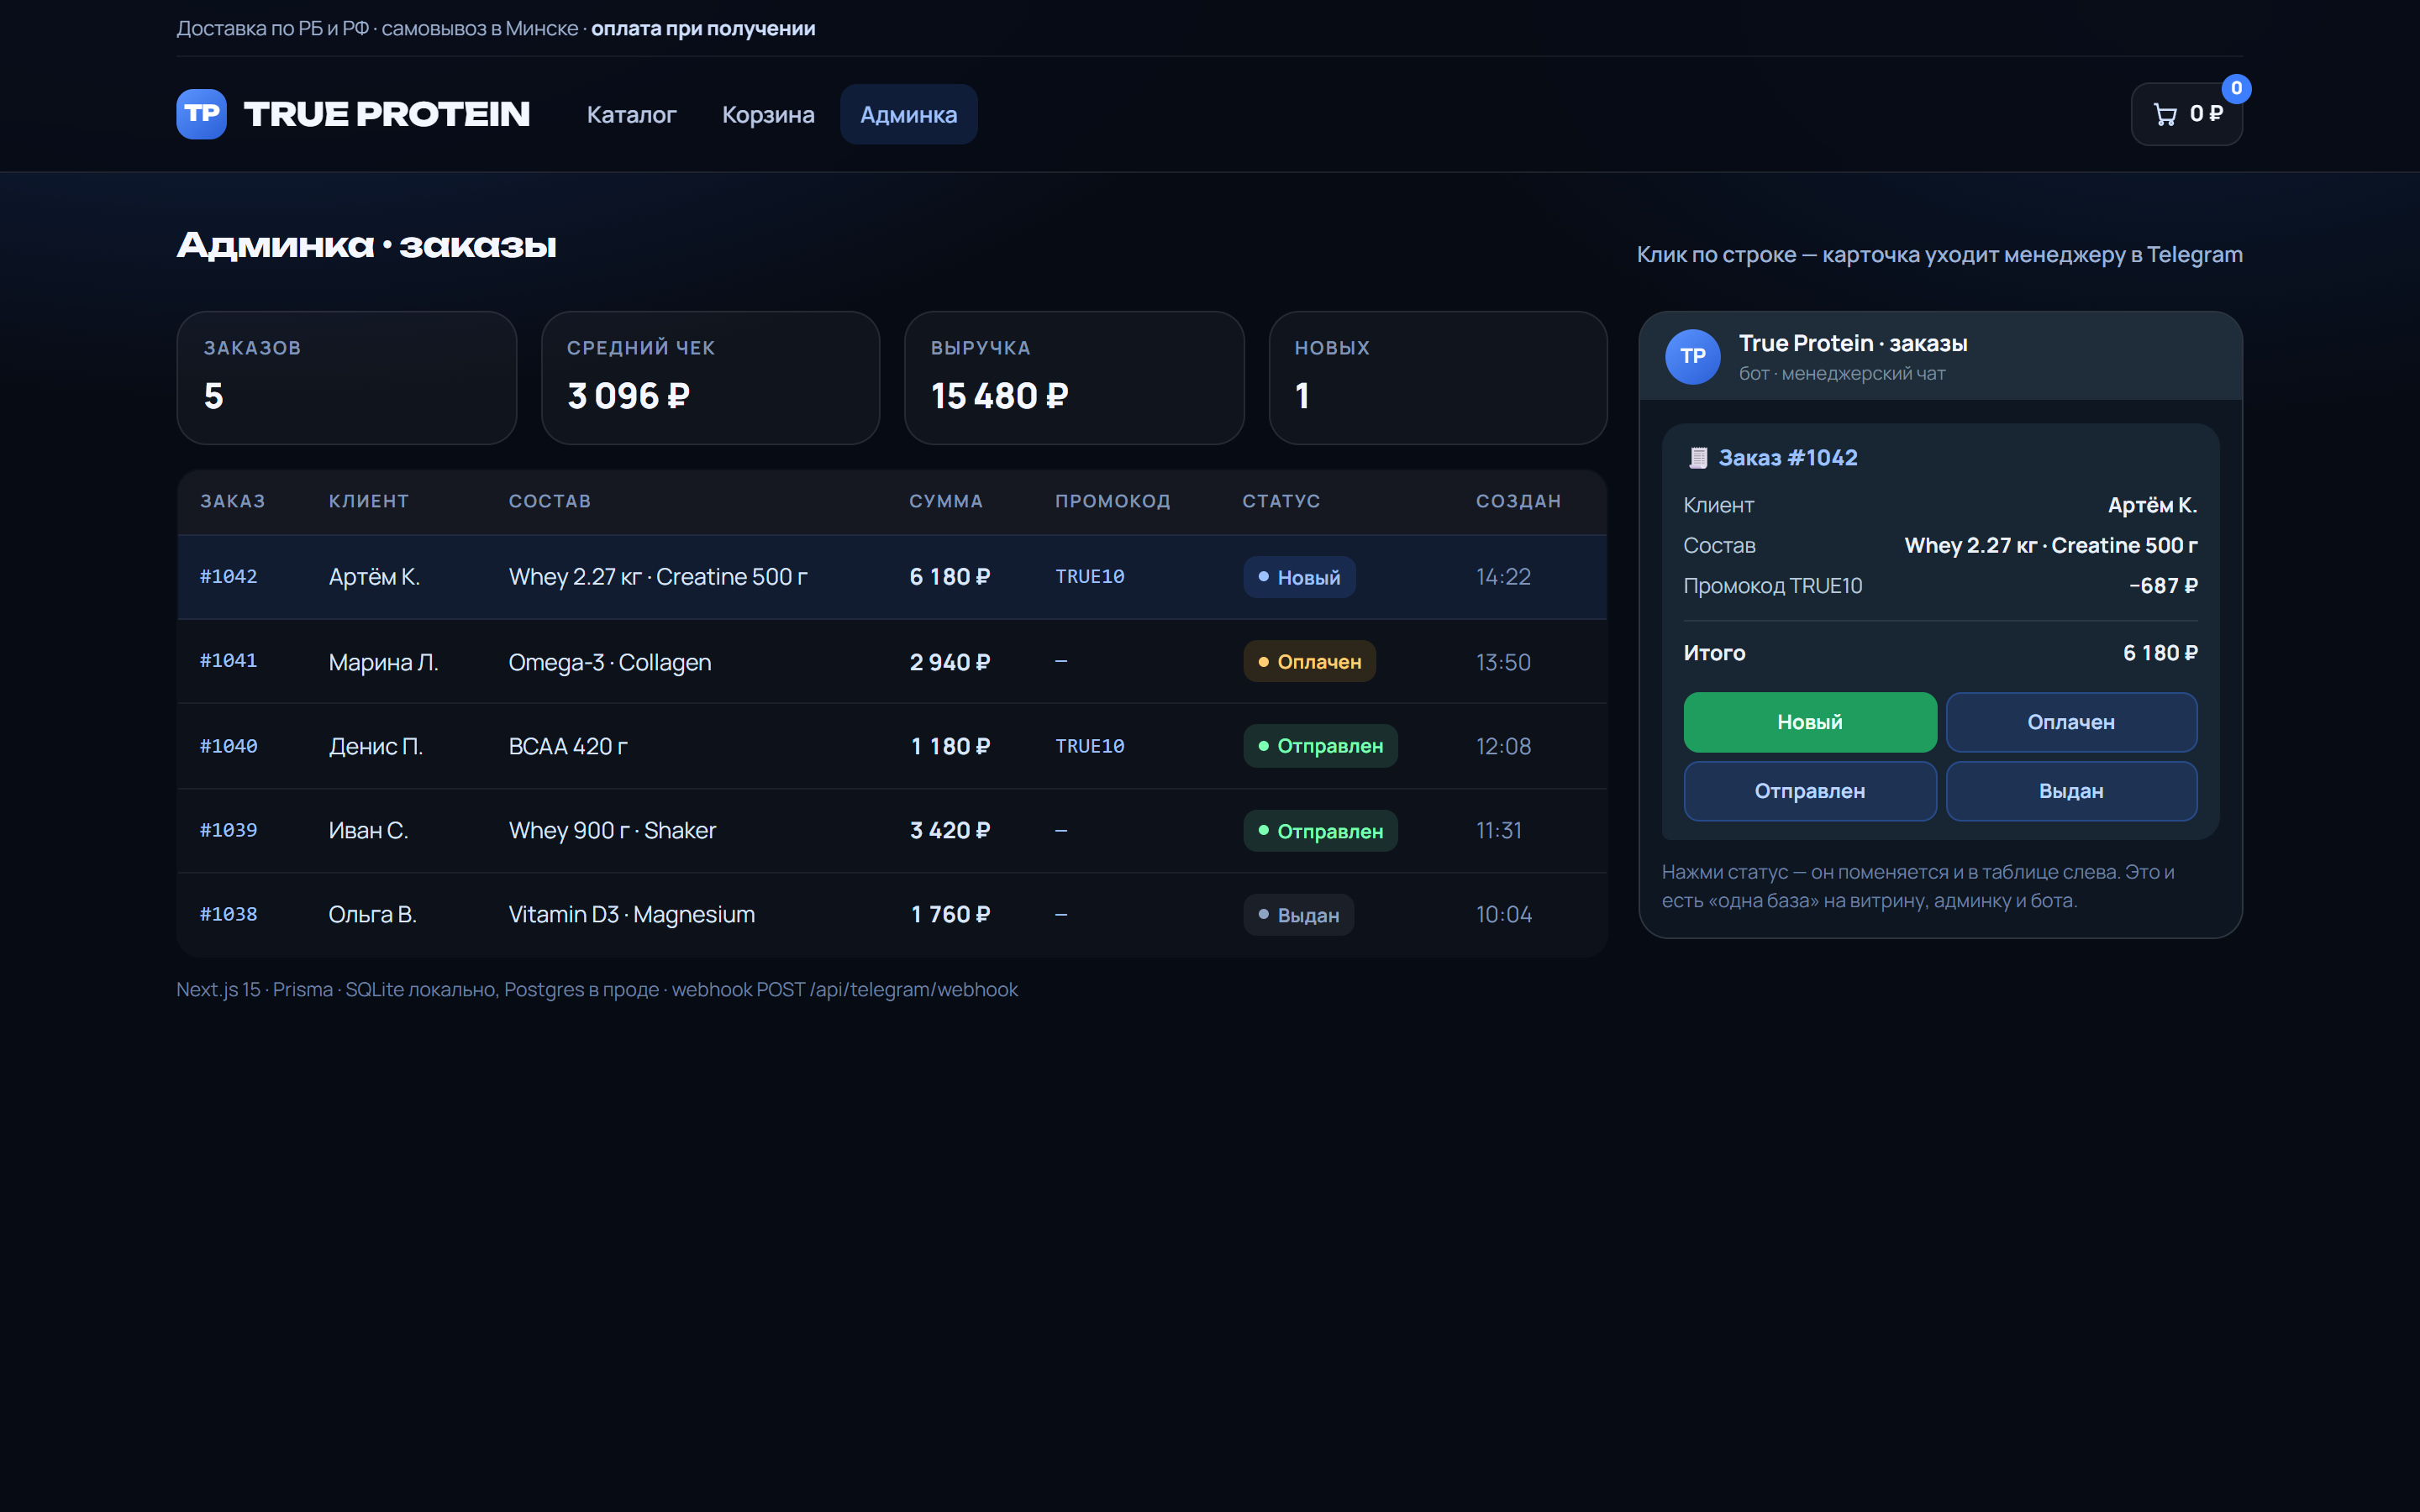 Доставка по РБ и РФ · самовывоз в Минске · оплата при получении
TP TRUE PROTEIN Каталог Корзина Админка 0 ₽ 0
Админка · заказы
Клик по строке — карточка уходит менеджеру в Telegram
ЗАКАЗОВ СРЕДНИЙ ЧЕК ВЫРУЧКА НОВЫХ
5 3 096 ₽ 15 480 ₽ 1
ЗАКАЗ КЛИЕНТ СОСТАВ СУММА ПРОМОКОД СТАТУС СОЗДАН
#1042 Артём К. Whey 2.27 кг · Creatine 500 г 6 180 ₽ TRUE10 Новый 14:22
#1041 Марина Л. Omega-3 · Collagen 2 940 ₽ — Оплачен 13:50
#1040 Денис П. BCAA 420 г 1 180 ₽ TRUE10 Отправлен 12:08
#1039 Иван С. Whey 900 г · Shaker 3 420 ₽ — Отправлен 11:31
#1038 Ольга В. Vitamin D3 · Magnesium 1 760 ₽ — Выдан 10:04
Next.js 15 · Prisma · SQLite локально, Postgres в проде · webhook POST /api/telegram/webhook
TP True Protein · заказы
бот · менеджерский чат
Заказ #1042
Клиент Артём К.
Состав Whey 2.27 кг · Creatine 500 г
Промокод TRUE10 −687 ₽
Итого 6 180 ₽
Новый Оплачен
Отправлен Выдан
Нажми статус — он поменяется и в таблице слева. Это и
есть «одна база» на витрину, админку и бота.